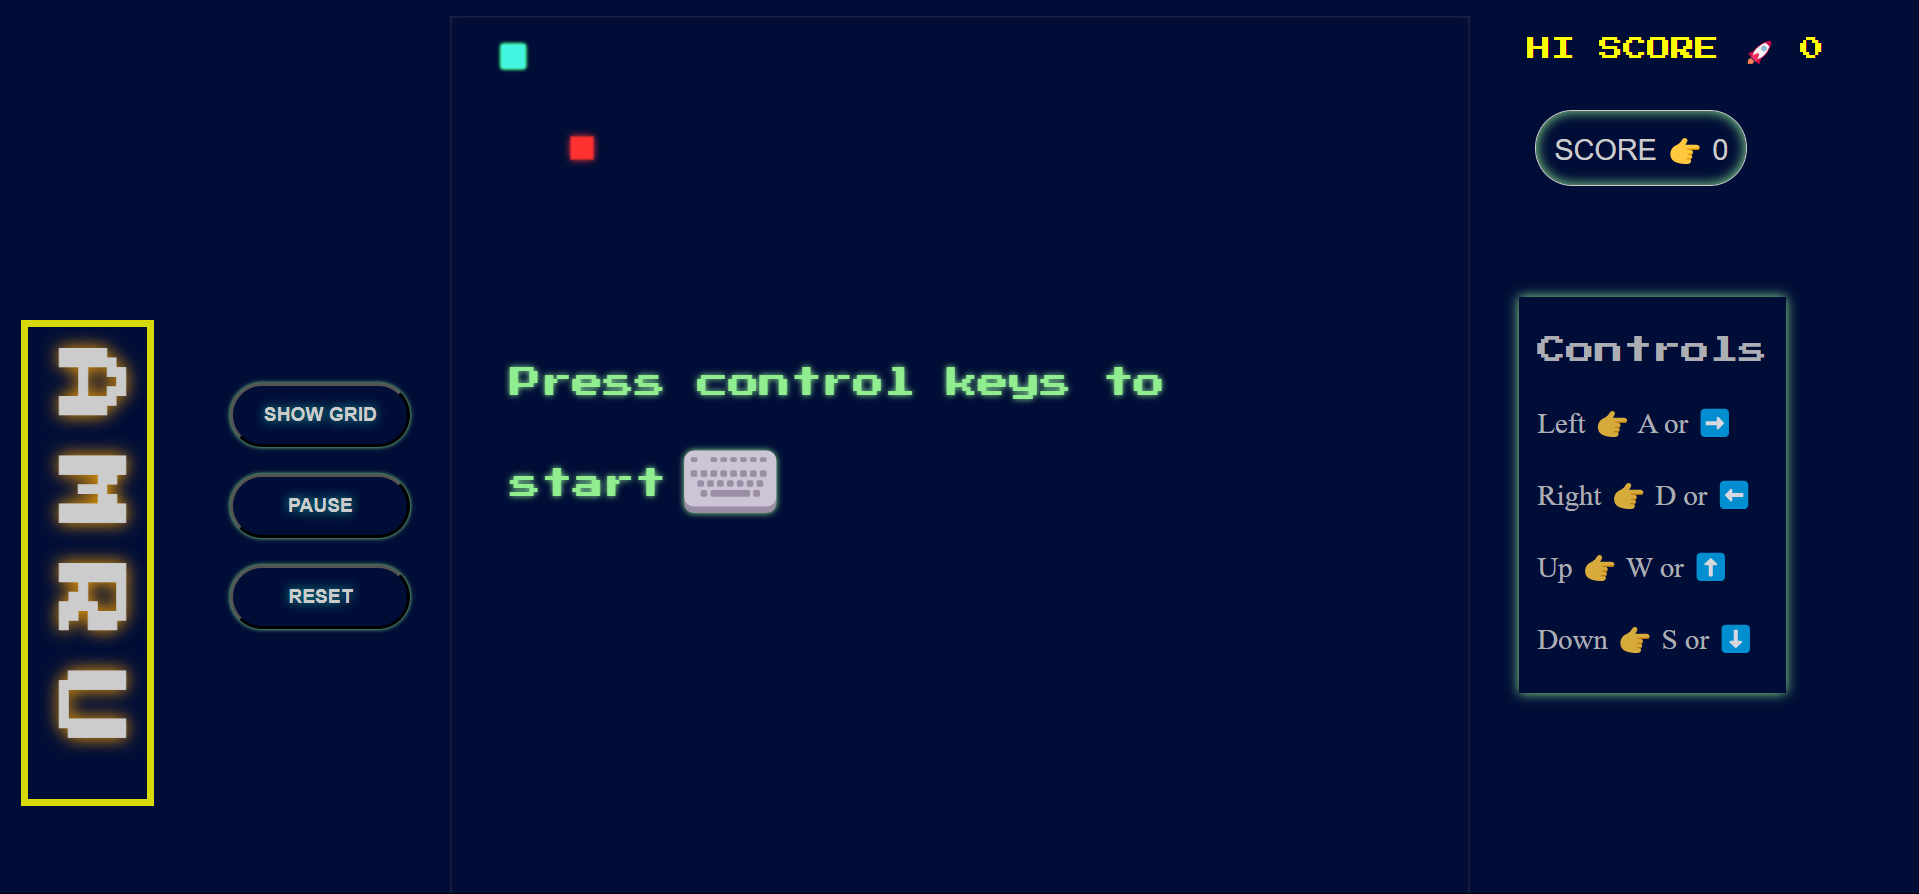 HI SCORE 🚀 0
SCORE 👉 0
AMRU
SHOW GRID
PAUSE
RESET
Press control keys to
start ⌨️
Controls
Left 👉 A or ➡️
Right 👉 D or ⬅️
Up 👉 W or ⬆️
Down 👉 S or ⬇️